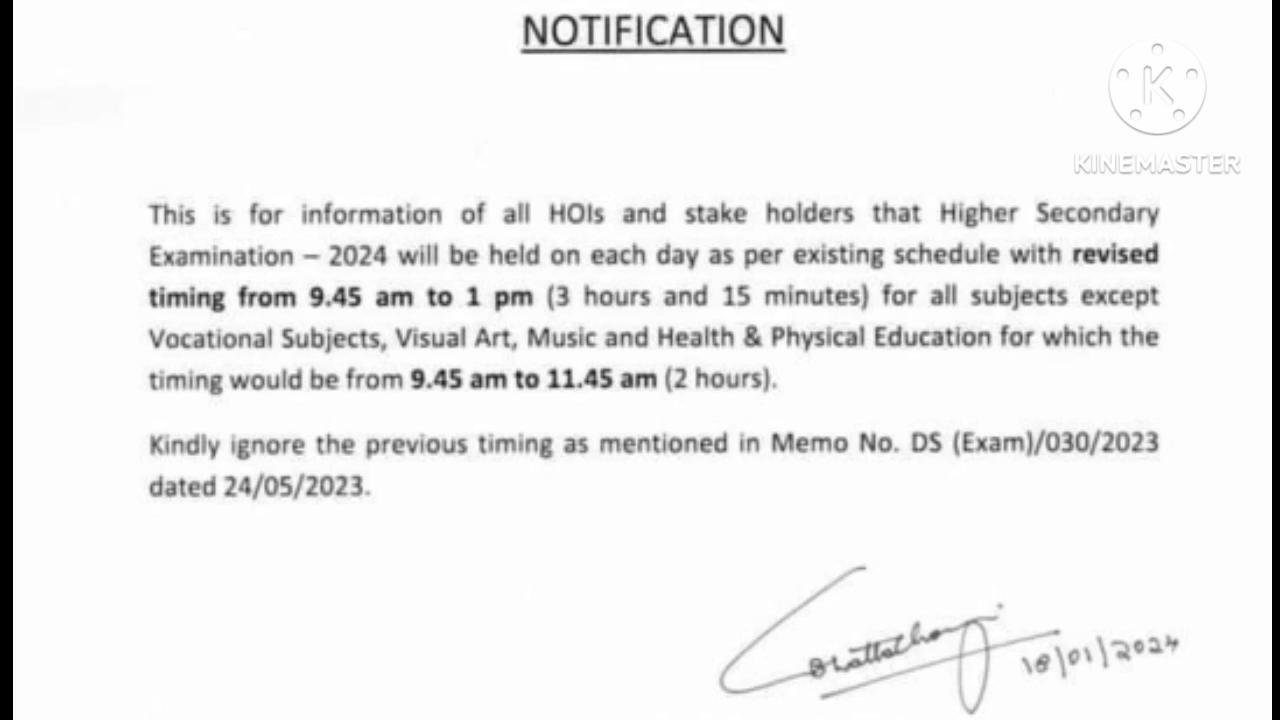 NOTIFICATION
KINEMASTER
This is for information of all HOIs and stake holders that Higher Secondary
Examination – 2024 will be held on each day as per existing schedule with revised
timing from 9.45 am to 1 pm (3 hours and 15 minutes) for all subjects except
Vocational Subjects, Visual Art, Music and Health & Physical Education for which the
timing would be from 9.45 am to 11.45 am (2 hours).
Kindly ignore the previous timing as mentioned in Memo No. DS (Exam)/030/2023
dated 24/05/2023.
18/01/2024